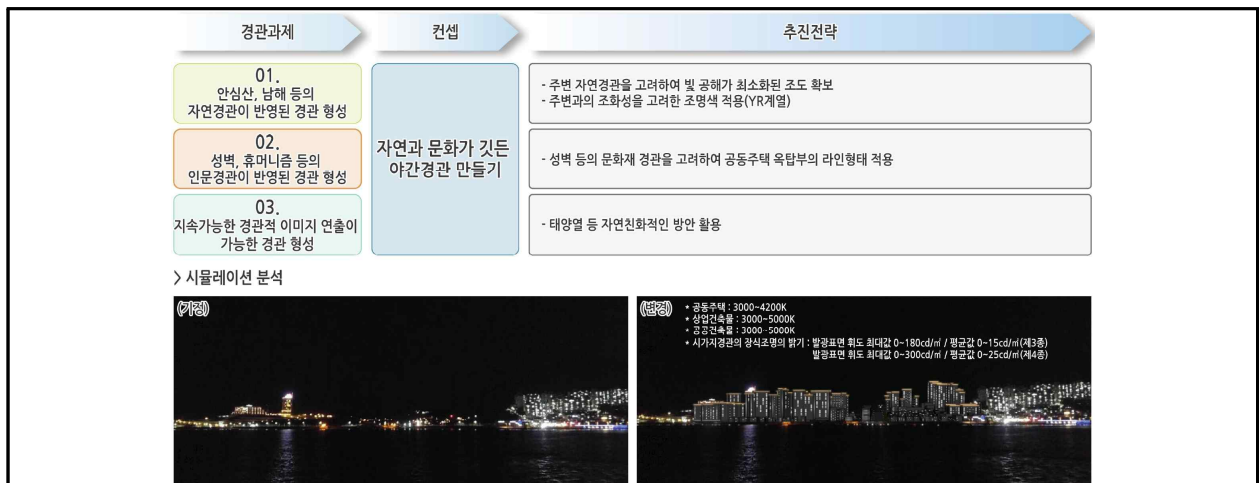 경관과제
컨셉
추진전략
01.
안심산, 남해 등의
자연경관이 반영된 경관 형성
02.
성벽, 휴머니즘 등의
인문경관이 반영된 경관 형성
03.
지속가능한 경관적 이미지 연출이
가능한 경관 형성
자연과 문화가 깃든
야간경관 만들기
- 주변 자연경관을 고려하여 빛 공해가 최소화된 조도 확보
- 주변과의 조화성을 고려한 조명색 적용(YR계열)
- 성벽 등의 문화재 경관을 고려하여 공동주택 옥탑부의 라인형태 적용
- 태양열 등 자연친화적인 방안 활용
> 시뮬레이션 분석
(기정)
(변경)
* 공동주택 : 3000~4200K
* 상업건축물 : 3000~5000K
* 공공건축물 : 3000~5000K
* 시가지경관의 장식조명의 밝기 : 발광표면 휘도 최대값 0~180cd/㎡ / 평균값 0~15cd/㎡(제3종)
발광표면 휘도 최대값 0~300cd/㎡ / 평균값 0~25cd/㎡(제4종)